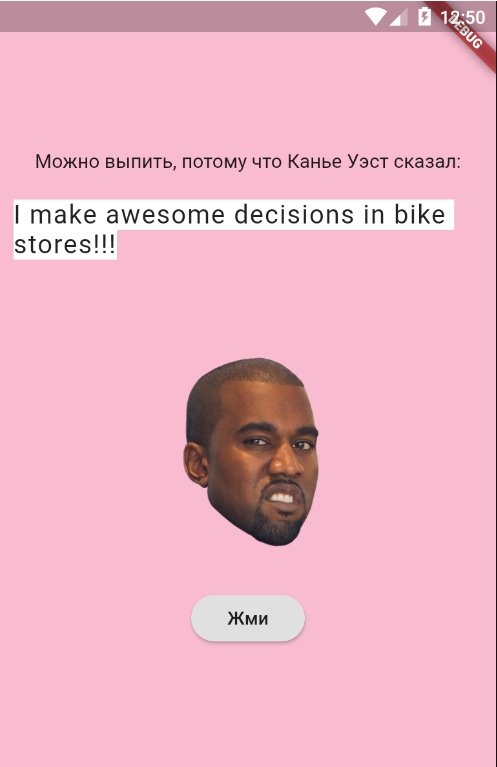 12:50
DEBUG
Можно выпить, потому что Канье Уэст сказал:
I make awesome decisions in bike
stores!!!
Жми